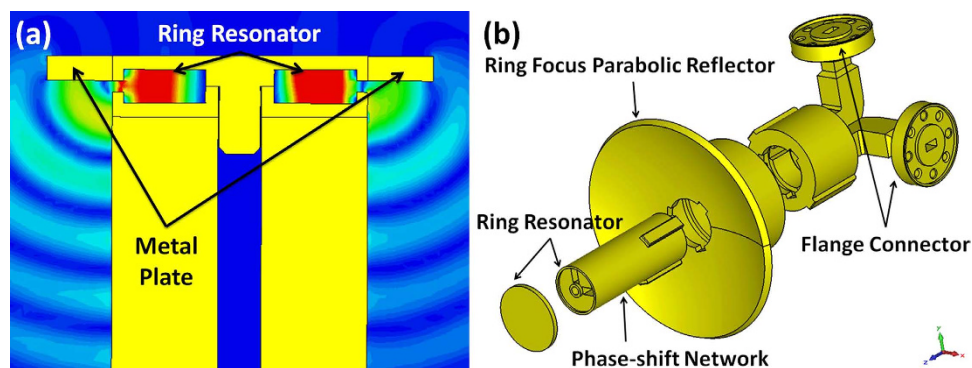 (a)
Ring Resonator
Metal
Plate
(b)
Ring Focus Parabolic Reflector
Ring Resonator
Flange Connector
Phase-shift Network
Y
Z
X